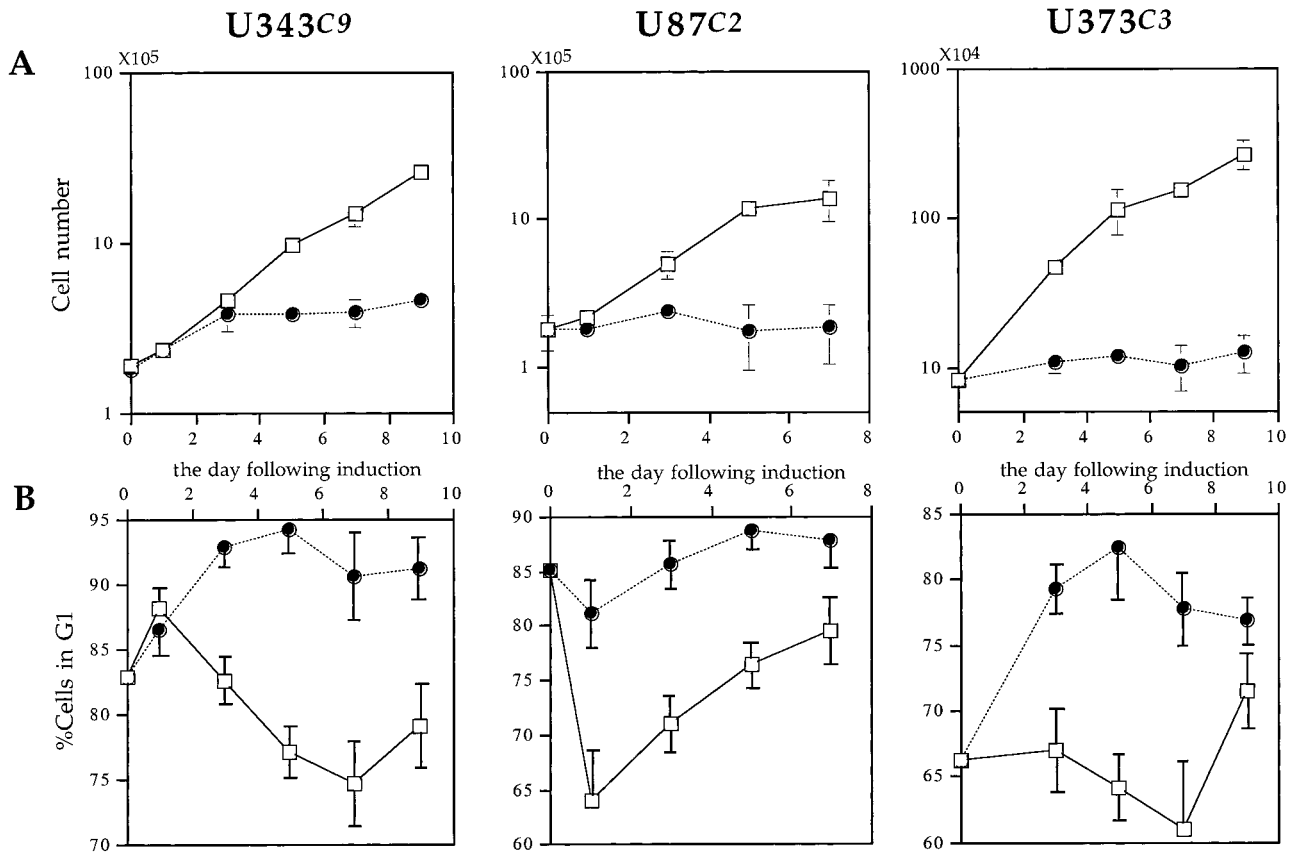 U343C9 U87C2 U373C3
A
X10⁵ X10⁵ X10⁴
Cell number
100
10
1
0 2 4 6 8 10
100
10
1
0 2 4 6 8
1000
100
10
0 2 4 6 8 10
the day following induction the day following induction the day following induction
B
%Cells in G1
0 2 4 6 8 10
95
90
85
80
75
70
0 2 4 6 8
90
85
80
75
70
65
60
0 2 4 6 8 10
85
80
75
70
65
60